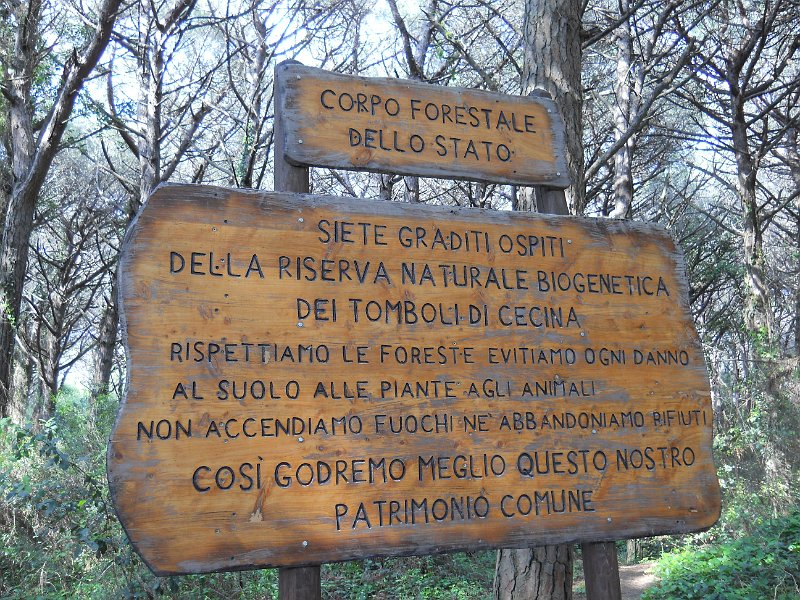 CORPO FORESTALE
DELLO STATO
SIETE GRADITI OSPITI
DELLA RISERVA NATURALE BIOGENETICA
DEI TOMBOLI DI CECINA
RISPETTIAMO LE FORESTE EVITIAMO OGNI DANNO
AL SUOLO ALLE PIANTE AGLI ANIMALI
NON ACCENDIAMO FUOCHI NE' ABBANDONIAMO RIFIUTI
COSÌ GODREMO MEGLIO QUESTO NOSTRO
PATRIMONIO COMUNE